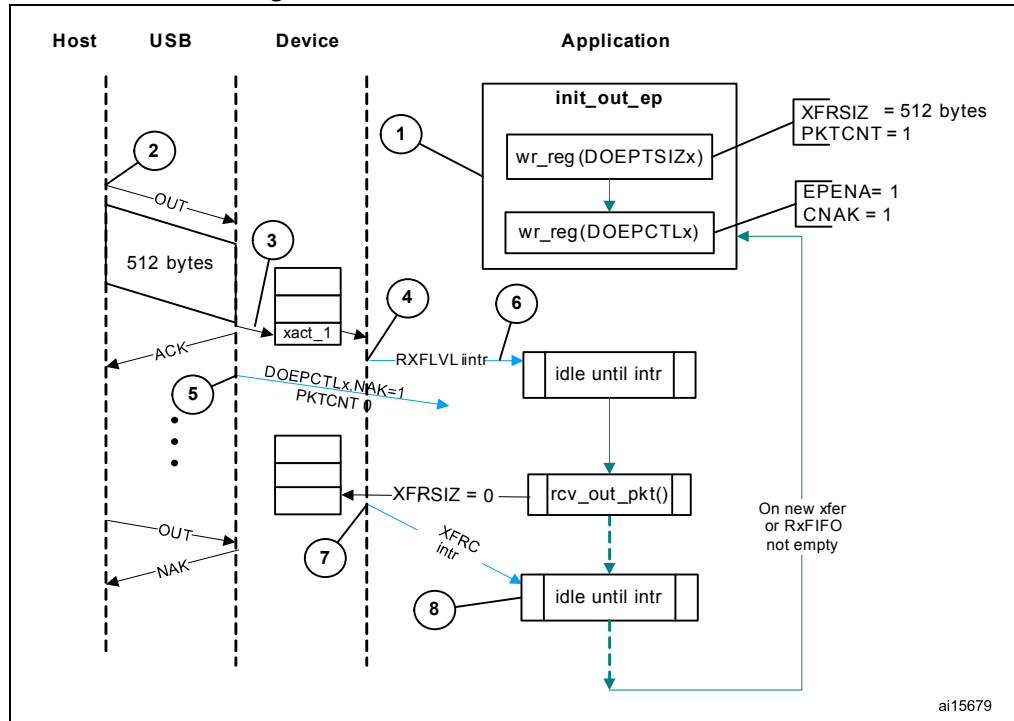 Host USB Device Application
init_out_ep
XFRSIZ = 512 bytes
PKTCNT = 1
1
wr_reg(DOEPTSIZx)
2
EPENA= 1
CNAK = 1
OUT
wr_reg(DOEPCTLx)
3
512 bytes
4
6
xact_1
ACK
RXFLVL iintr
idle until intr
DOEPCTLx.NAK=1
PKTCNT 0
5
XFRSIZ = 0
rcv_out_pkt()
On new xfer
or RxFIFO
not empty
OUT
XFRC
intr
7
NAK
idle until intr
8
ai15679